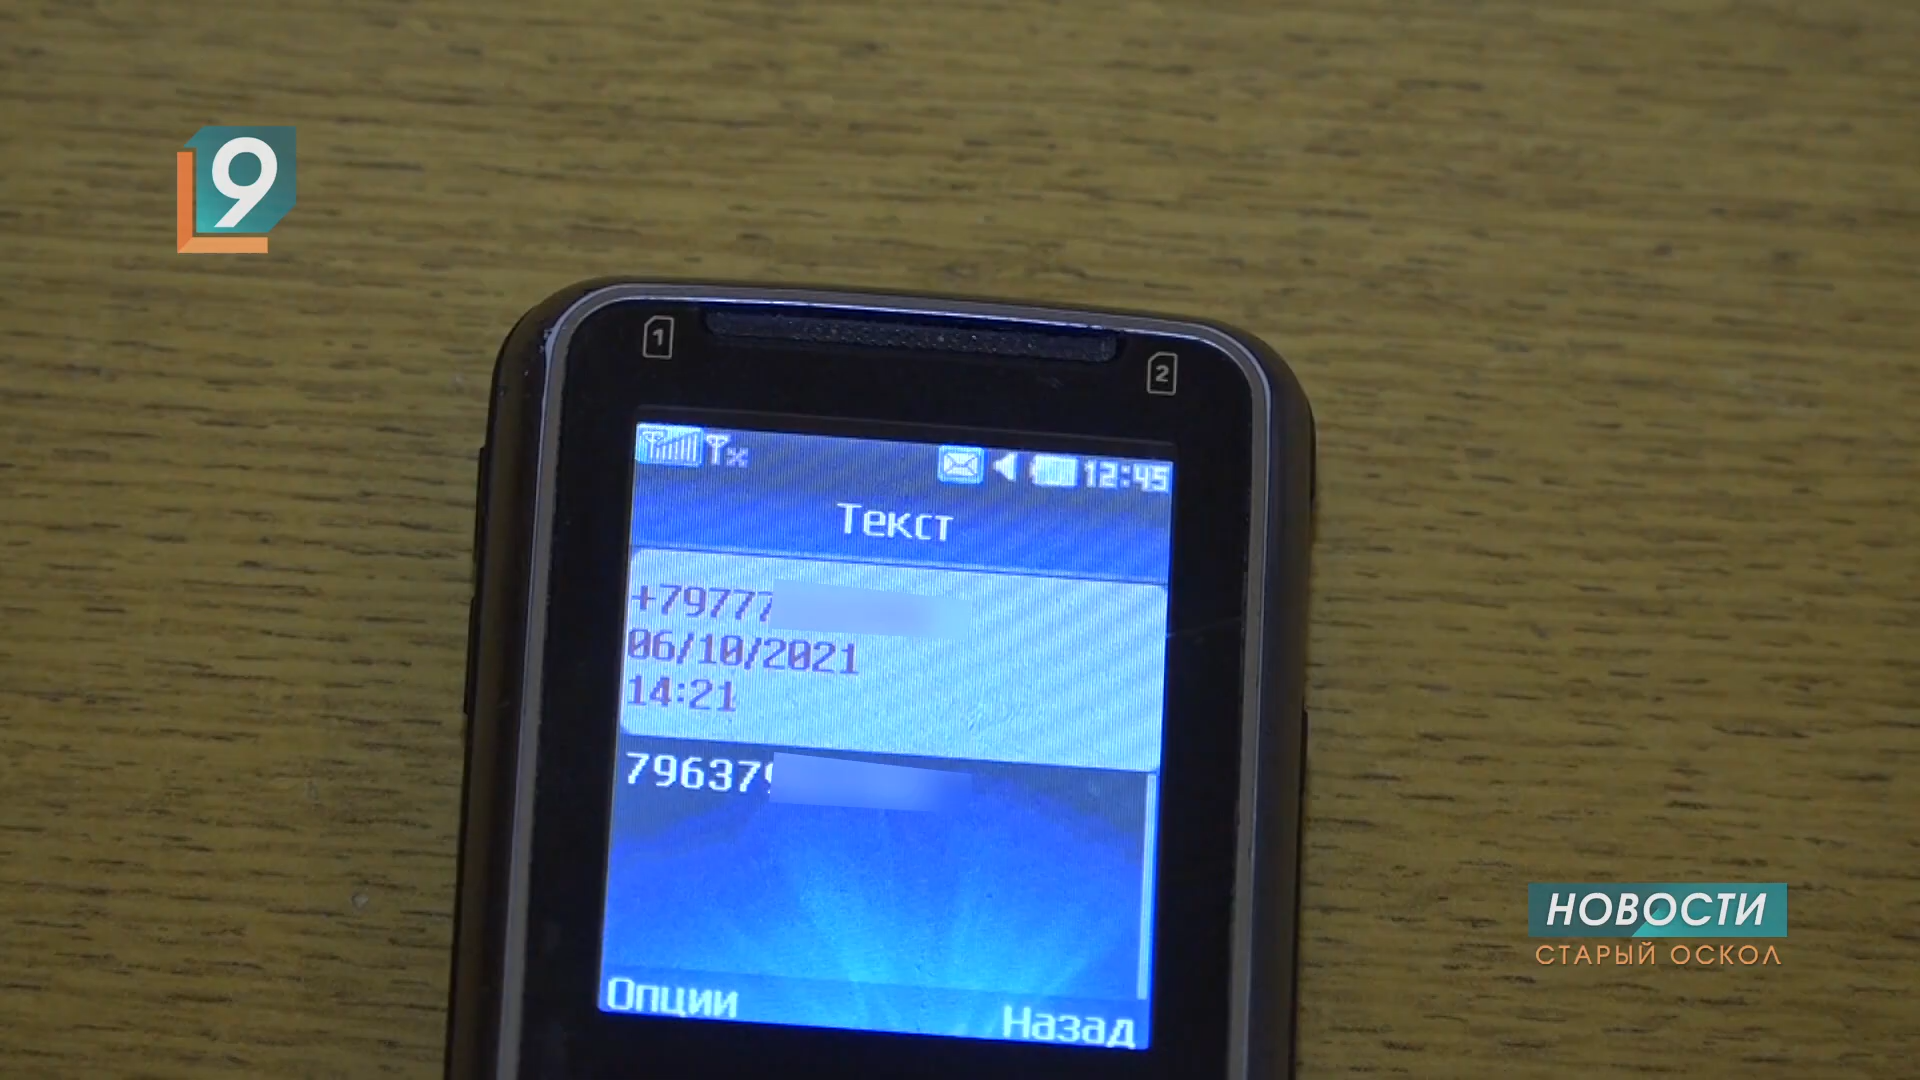 9
1
2
12:45
Текст
+79777
06/10/2021
14:21
796379
Опции
Назад
НОВОСТИ
СТАРЫЙ ОСКОЛ